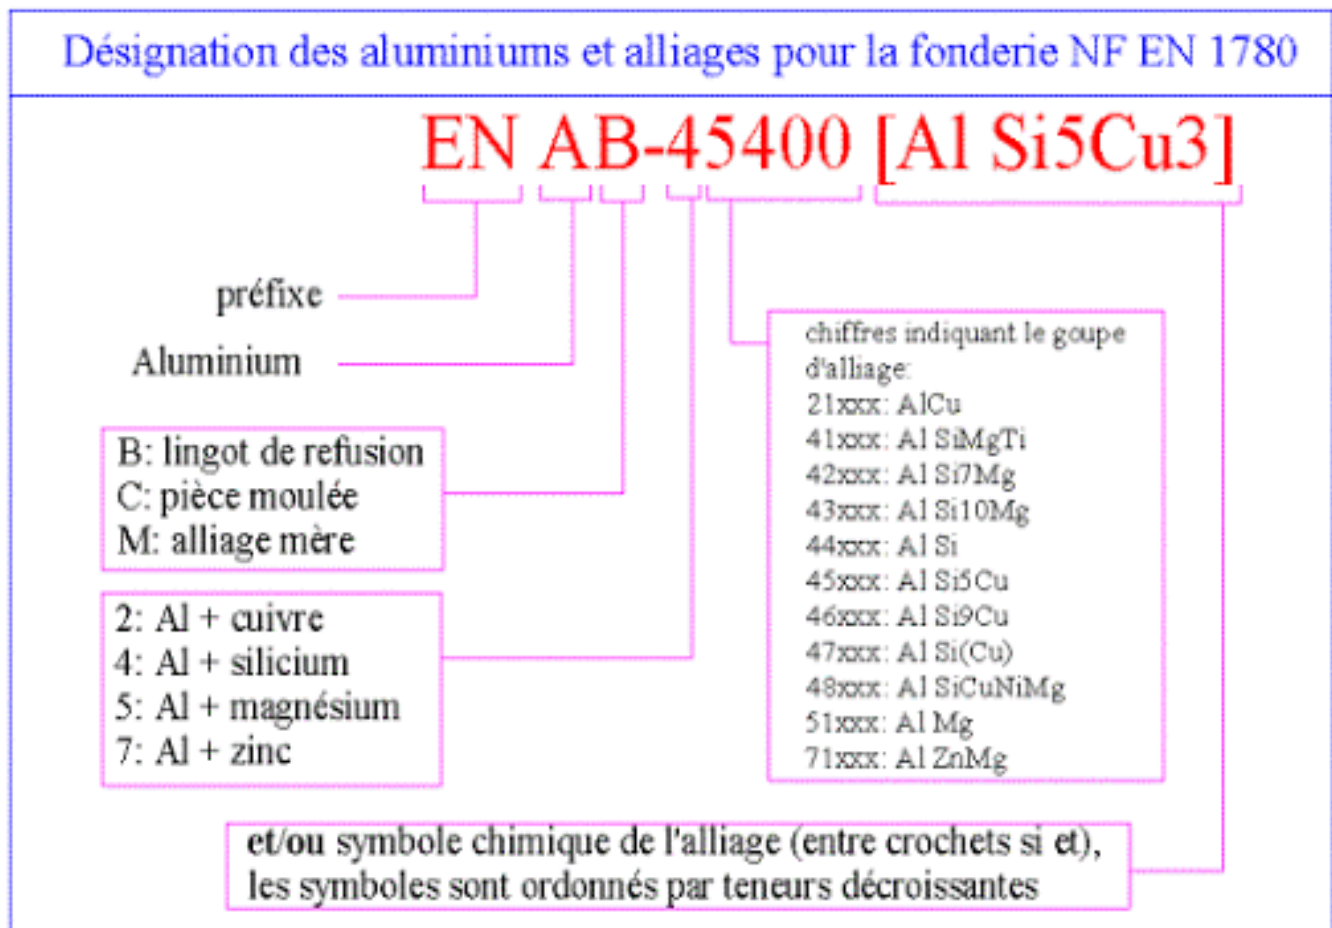 Désignation des aluminiums et alliages pour la fonderie NF EN 1780
EN AB-45400 [Al Si5Cu3]
préfixe
Aluminium
B: lingot de refusion
C: pièce moulée
M: alliage mère
2: Al + cuivre
4: Al + silicium
5: Al + magnésium
7: Al + zinc
chiffres indiquant le goupe
d'alliage:
21xxx: AlCu
41xxx: Al SiMgTi
42xxx: Al Si7Mg
43xxx: Al Si10Mg
44xxx: Al Si
45xxx: Al Si5Cu
46xxx: Al Si9Cu
47xxx: Al Si(Cu)
48xxx: Al SiCuNiMg
51xxx: Al Mg
71xxx: Al ZnMg
et/ou symbole chimique de l'alliage (entre crochets si et),
les symboles sont ordonnés par teneurs décroissantes